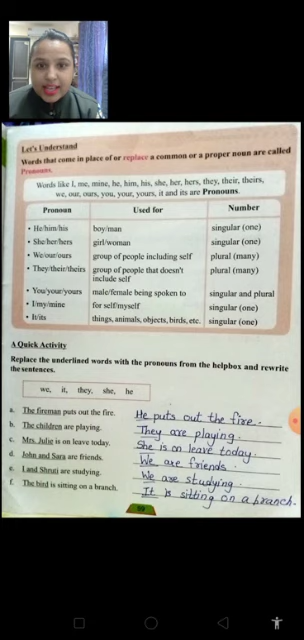 Let's Understand
Words that come in place of or replace a common or a proper noun are called
Pronouns.
Words like I, me, mine, he, him, his, she, her, hers, they, their, theirs,
we, our, ours, you, your, yours, it and its are Pronouns.
Pronoun Used for Number
• He/him/his boy/man singular (one)
• She/her/hers girl/woman singular (one)
• We/our/ours group of people including self plural (many)
• They/their/theirs group of people that doesn't include self plural (many)
• You/your/yours male/female being spoken to singular and plural
• I/my/mine for self/myself singular (one)
• It/its things, animals, objects, birds, etc. singular (one)
A Quick Activity
Replace the underlined words with the pronouns from the helpbox and rewrite
the sentences.
we, it, they, she, he
a. The fireman puts out the fire. He puts out the fire.
b. The children are playing. They are playing.
c. Mrs. Julie is on leave today. She is on leave today.
d. John and Sara are friends. We are friends.
e. I and Shruti are studying. We are studying.
f. The bird is sitting on a branch. It is sitting on a branch.